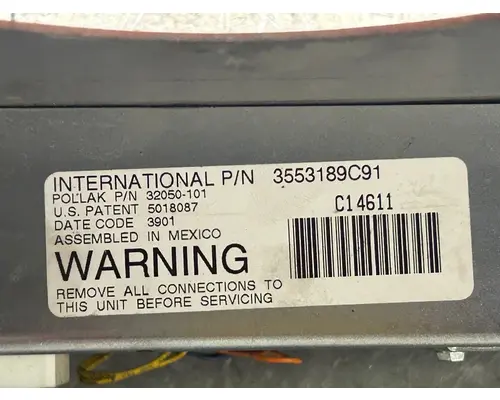 INTERNATIONAL P/N 3553189C91
POLLAK P/N 32050-101
U.S. PATENT 5018087
DATE CODE 3901
ASSEMBLED IN MEXICO
C14611
WARNING
REMOVE ALL CONNECTIONS TO
THIS UNIT BEFORE SERVICING